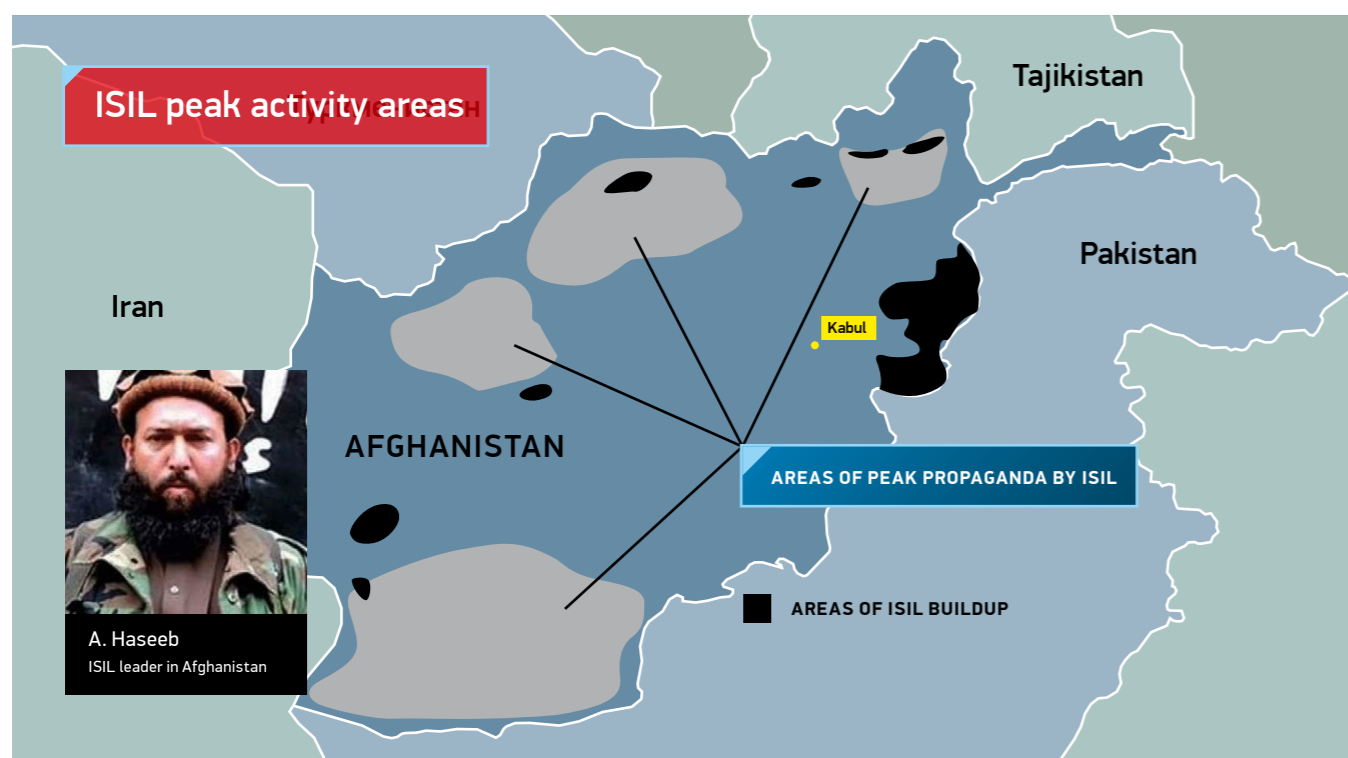 ISIL peak activity areas
Tajikistan
Pakistan
Iran
Kabul
AFGHANISTAN
AREAS OF PEAK PROPAGANDA BY ISIL
AREAS OF ISIL BUILDUP
A. Haseeb
ISIL leader in Afghanistan